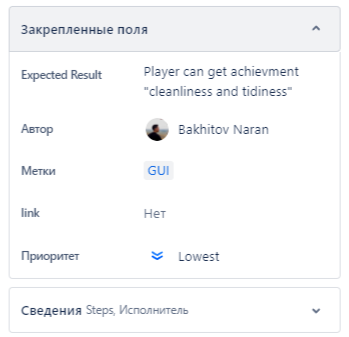 Закрепленные поля
Expected Result
Player can get achievment
"cleanliness and tidiness"
Автор
Bakhitov Naran
Метки
GUI
link
Нет
Приоритет
Lowest
Сведения Steps, Исполнитель